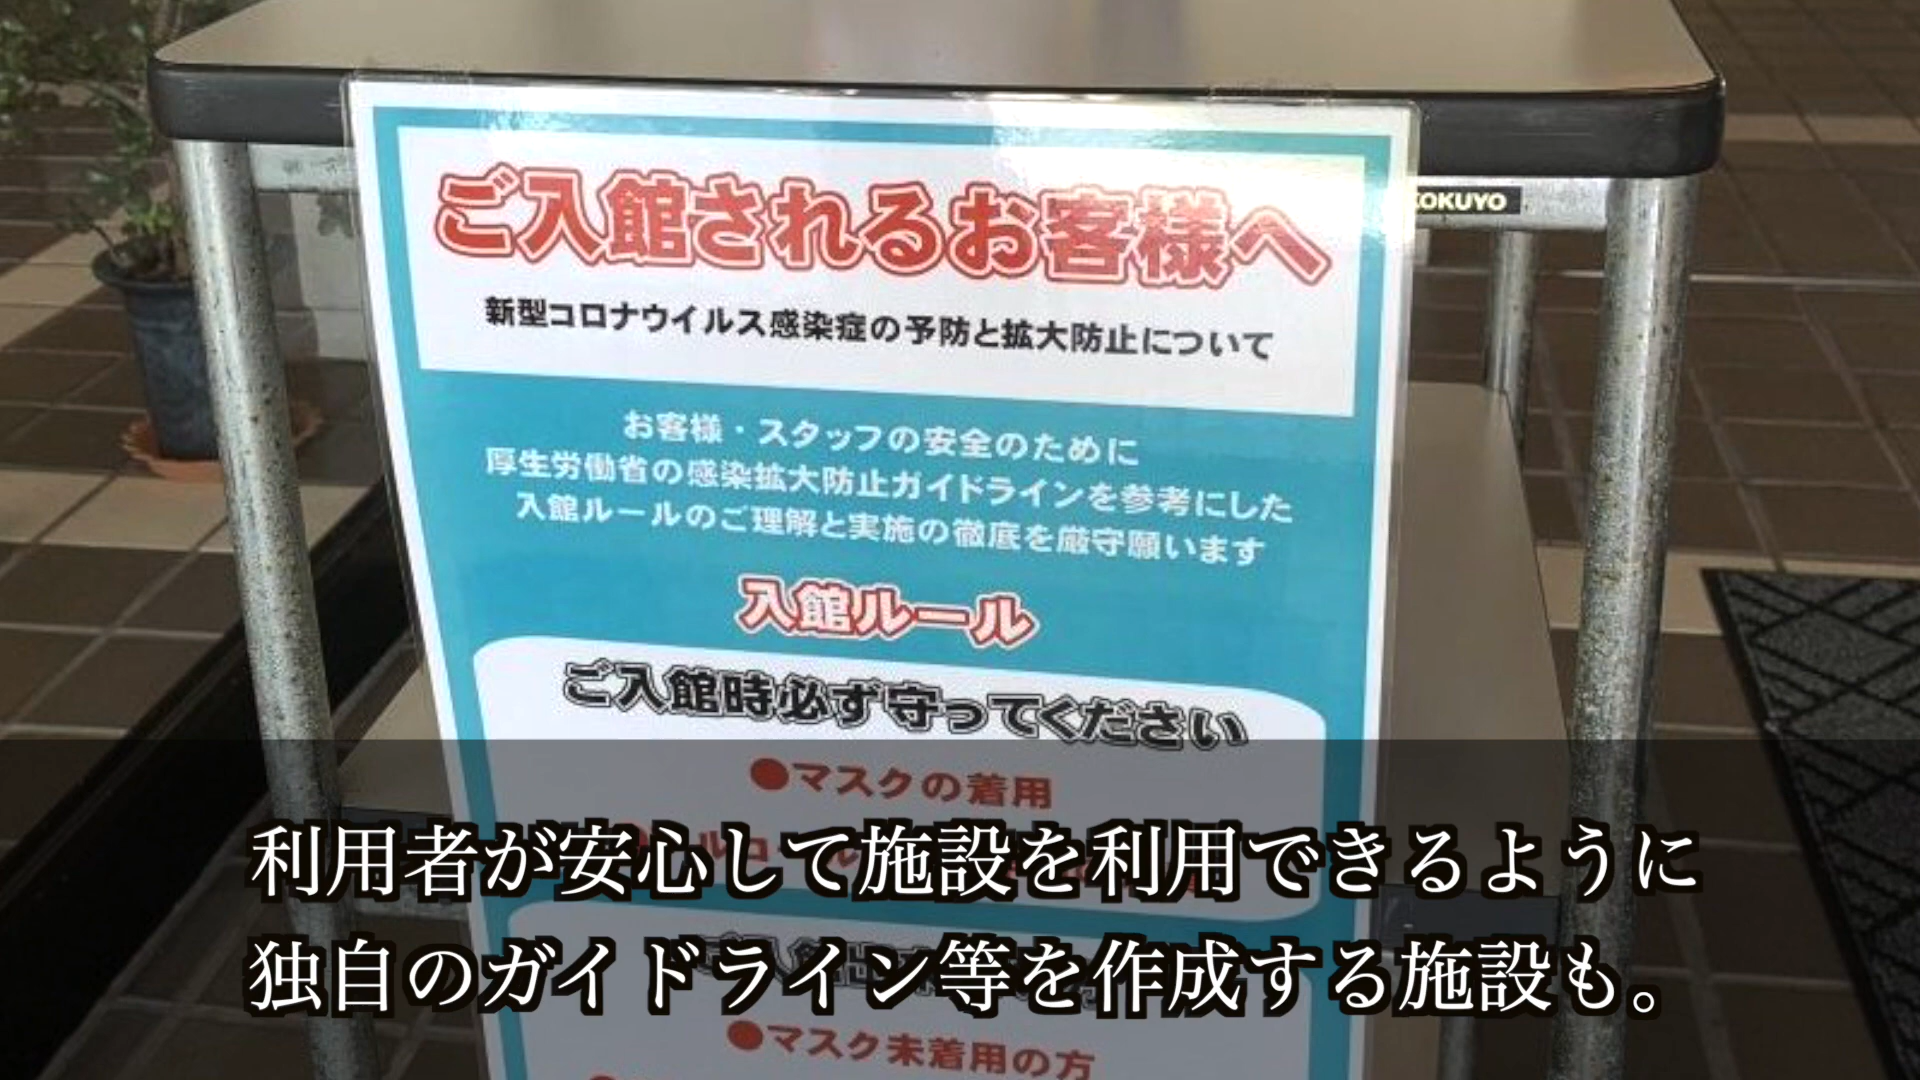 ご入館されるお客様へ
KOKUYO
新型コロナウイルス感染症の予防と拡大防止について
お客様・スタッフの安全のために
厚生労働省の感染拡大防止ガイドラインを参考にした
入館ルールのご理解と実施の徹底を厳守願います
入館ルール
ご入館時必ず守ってください
●マスクの着用
利用者が安心して施設を利用できるように
独自のガイドライン等を作成する施設も。
●マスク未着用の方